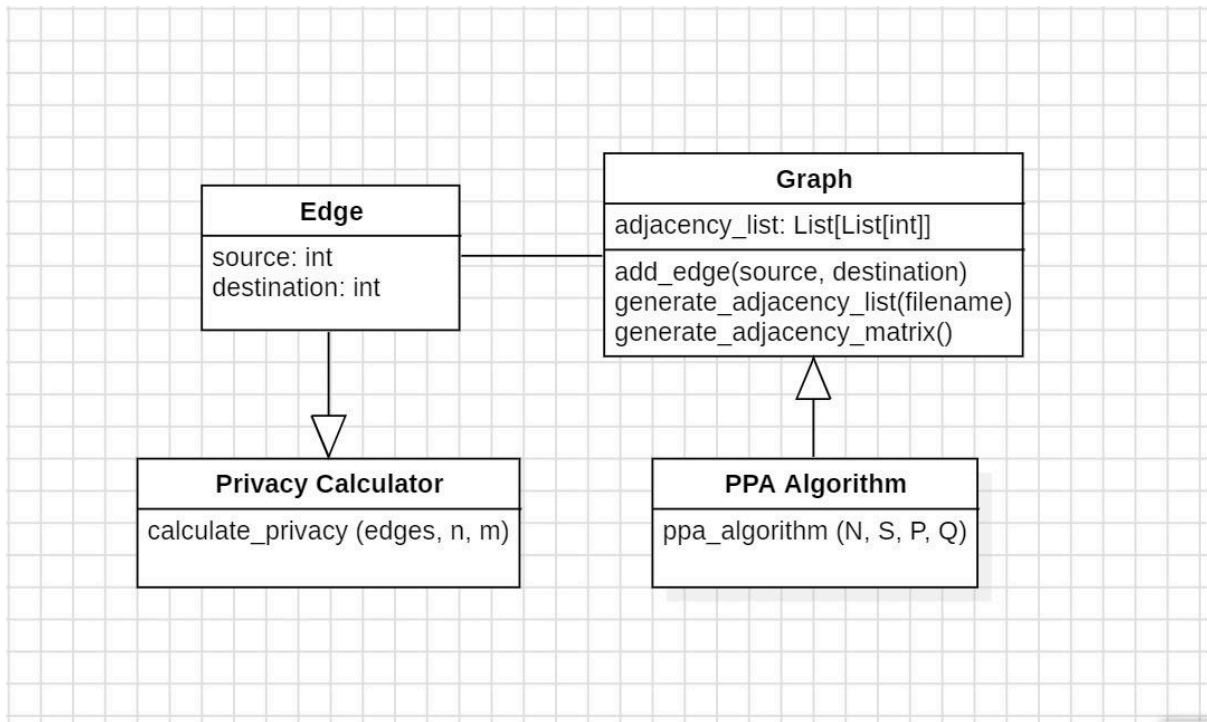 Edge
source: int
destination: int
Graph
adjacency_list: List[List[int]]
add_edge(source, destination)
generate_adjacency_list(filename)
generate_adjacency_matrix()
Privacy Calculator
calculate_privacy (edges, n, m)
PPA Algorithm
ppa_algorithm (N, S, P, Q)